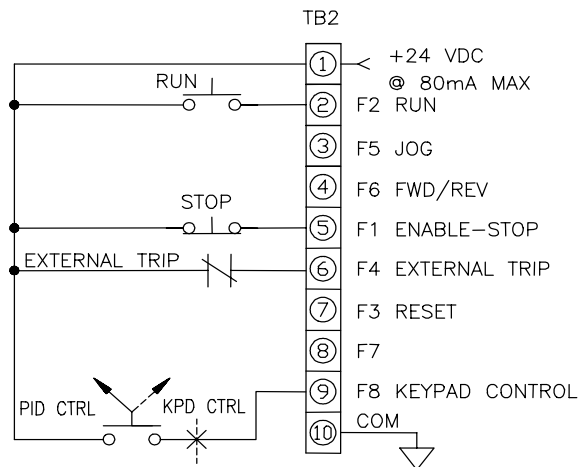 TB2
1 +24 VDC
@ 80mA MAX
RUN
2 F2 RUN
3 F5 JOG
4 F6 FWD/REV
STOP
5 F1 ENABLE-STOP
EXTERNAL TRIP
6 F4 EXTERNAL TRIP
7 F3 RESET
8 F7
PID CTRL KPD CTRL
9 F8 KEYPAD CONTROL
10 COM